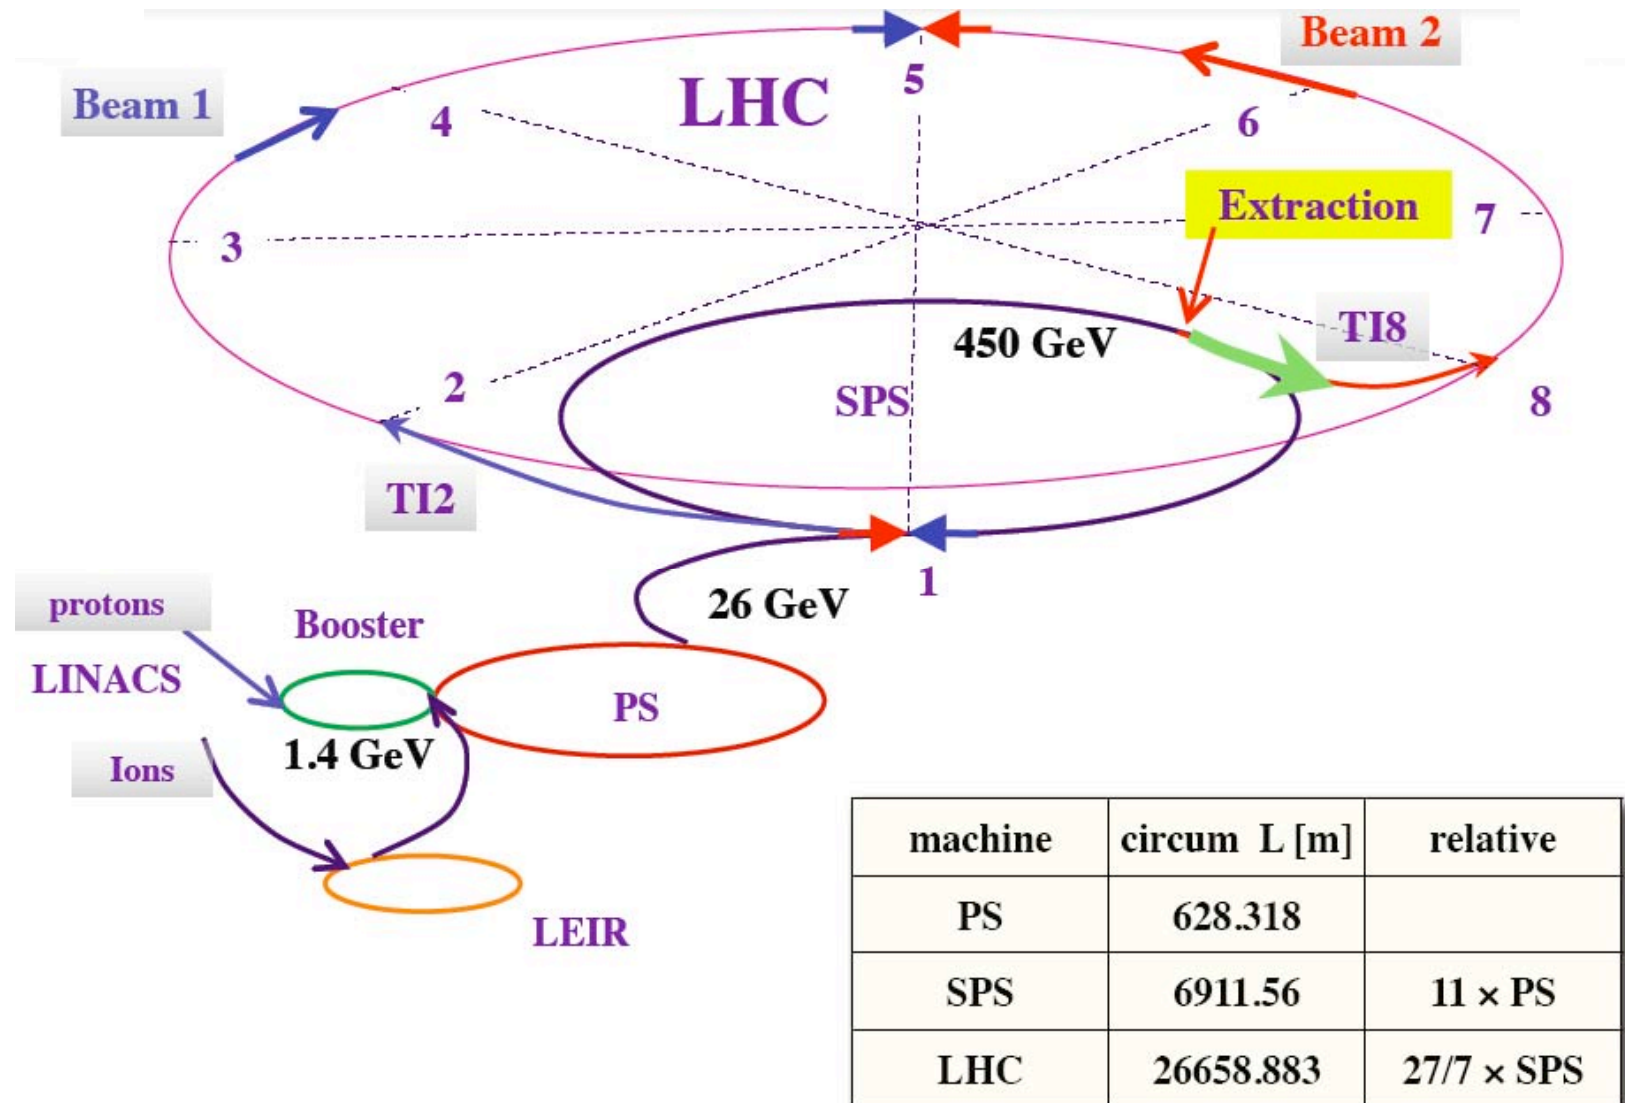 Beam 2
Beam 1
LHC
5
4
6
Extraction
7
3
TI8
450 GeV
2
SPS
8
TI2
1
26 GeV
protons
Booster
LINACS
PS
1.4 GeV
Ions
LEIR
machine circum L [m] relative
PS 628.318
SPS 6911.56 11 × PS
LHC 26658.883 27/7 × SPS